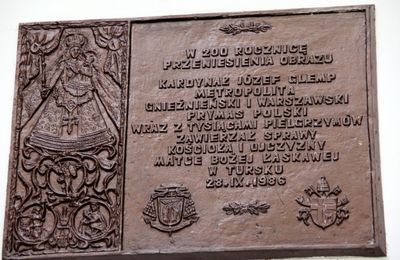 W 200 ROCZNICĘ
PRZENIESIENIA OBRAZU
KARDYNAŁ JÓZEF GLEMP
METROPOLITA
GNIEŹNIEŃSKI I WARSZAWSKI
PRYMAS POLSKI
WRAZ Z TYSIĄCAMI PIELGRZYMÓW
ZAWIERZAŁ SPRAWY
KOŚCIOŁA I OJCZYZNY
MATCE BOŻEJ ŁASKAWEJ
W TURSKU
28.IX.1986